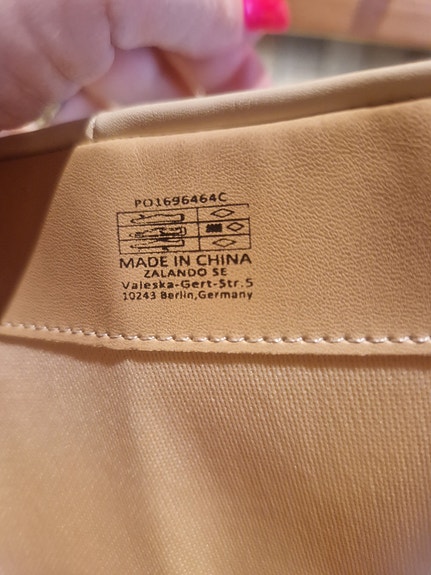 PO1696464C
MADE IN CHINA
ZALANDO SE
Valeska-Gert-Str.5
10243 Berlin,Germany